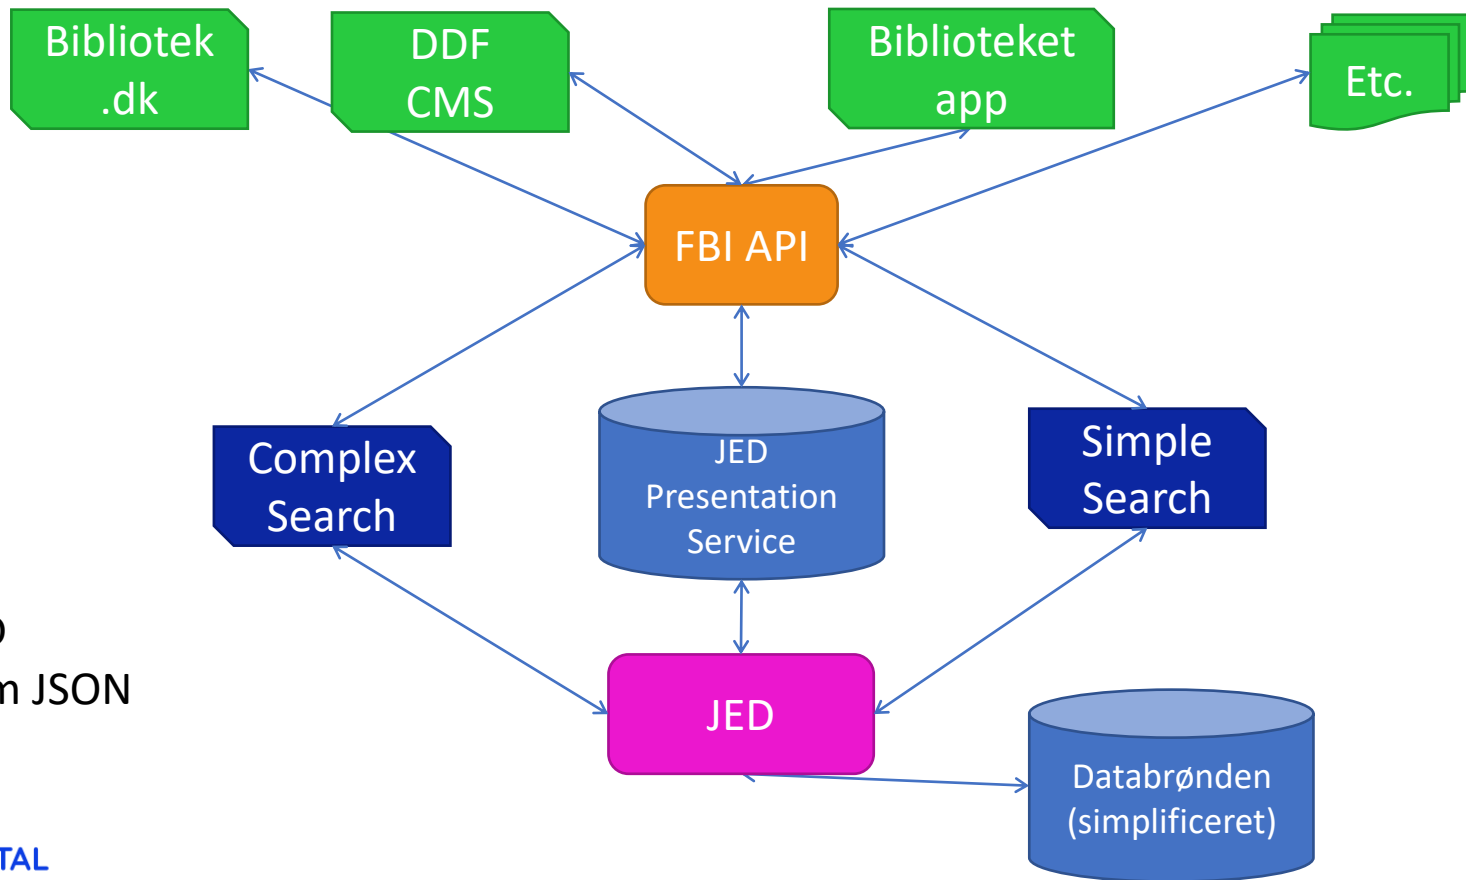 Bibliotek
.dk
DDF
CMS
Biblioteket
app
Etc.
FBI API
Complex
Search
JED
Presentation
Service
Simple
Search
m JSON
JED
Databrønden
(simplificeret)
TAL